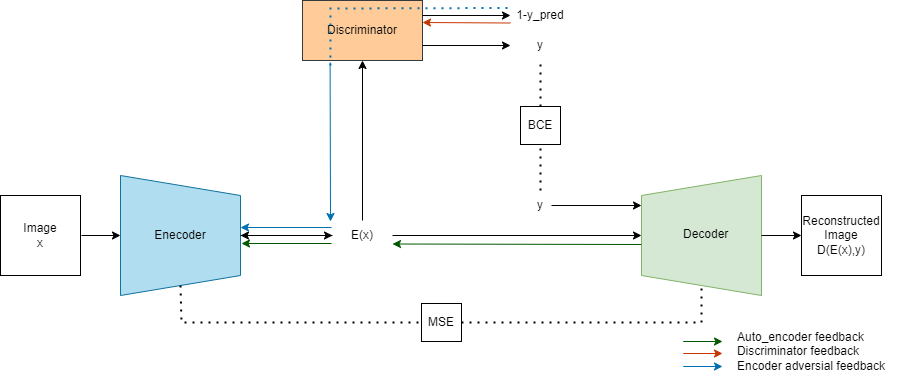 1-y_pred
Discriminator
y
BCE
y
Image
x
Enecoder
E(x)
Decoder
Reconstructed
Image
D(E(x),y)
MSE
Auto_encoder feedback
Discriminator feedback
Encoder adversial feedback